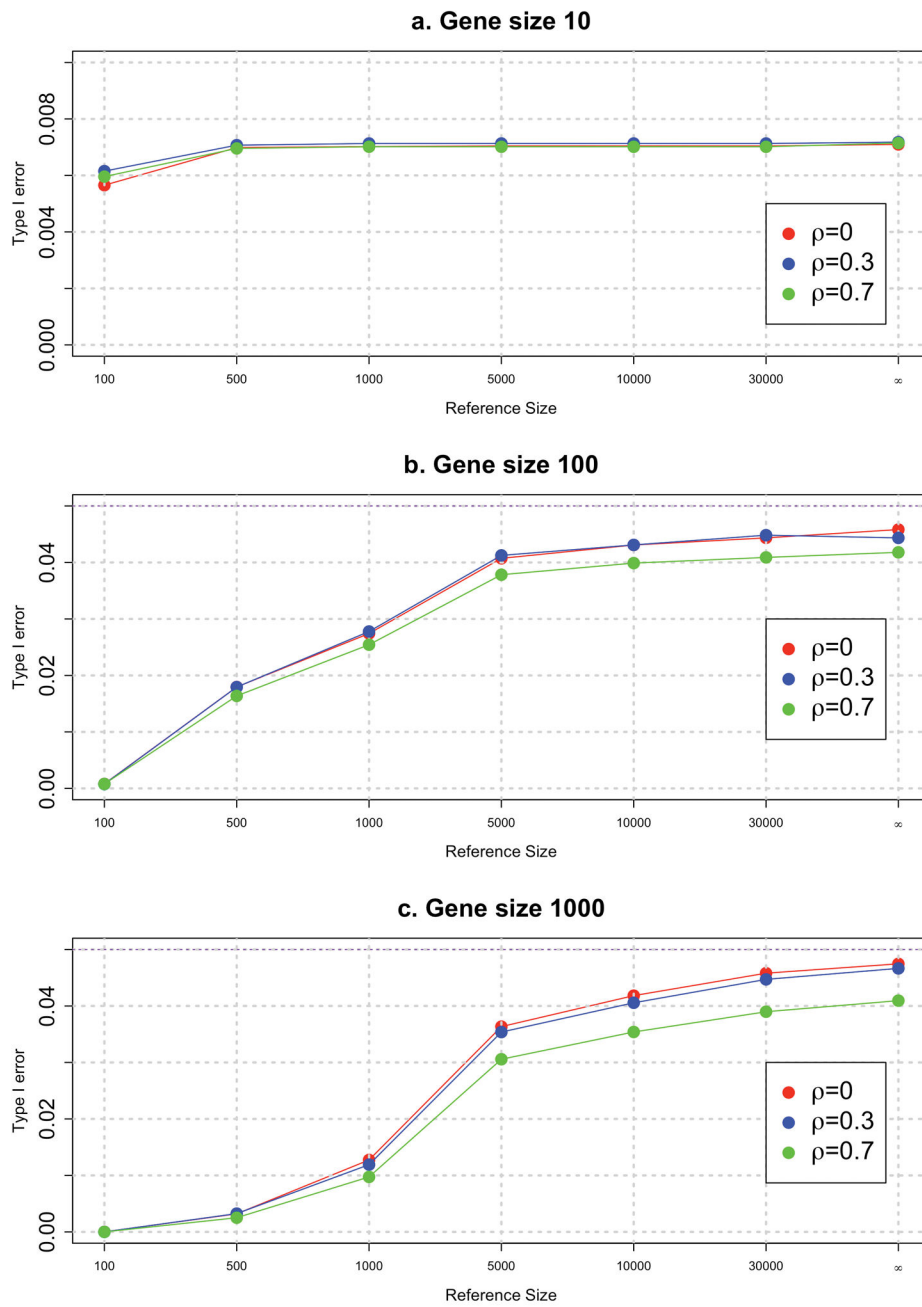 a. Gene size 10
Type I error
0.008
0.004
0.000
ρ=0
ρ=0.3
ρ=0.7
100 500 1000 5000 10000 30000 ∞
Reference Size
b. Gene size 100
Type I error
0.04
0.02
0.00
ρ=0
ρ=0.3
ρ=0.7
100 500 1000 5000 10000 30000 ∞
Reference Size
c. Gene size 1000
Type I error
0.04
0.02
0.00
ρ=0
ρ=0.3
ρ=0.7
100 500 1000 5000 10000 30000 ∞
Reference Size